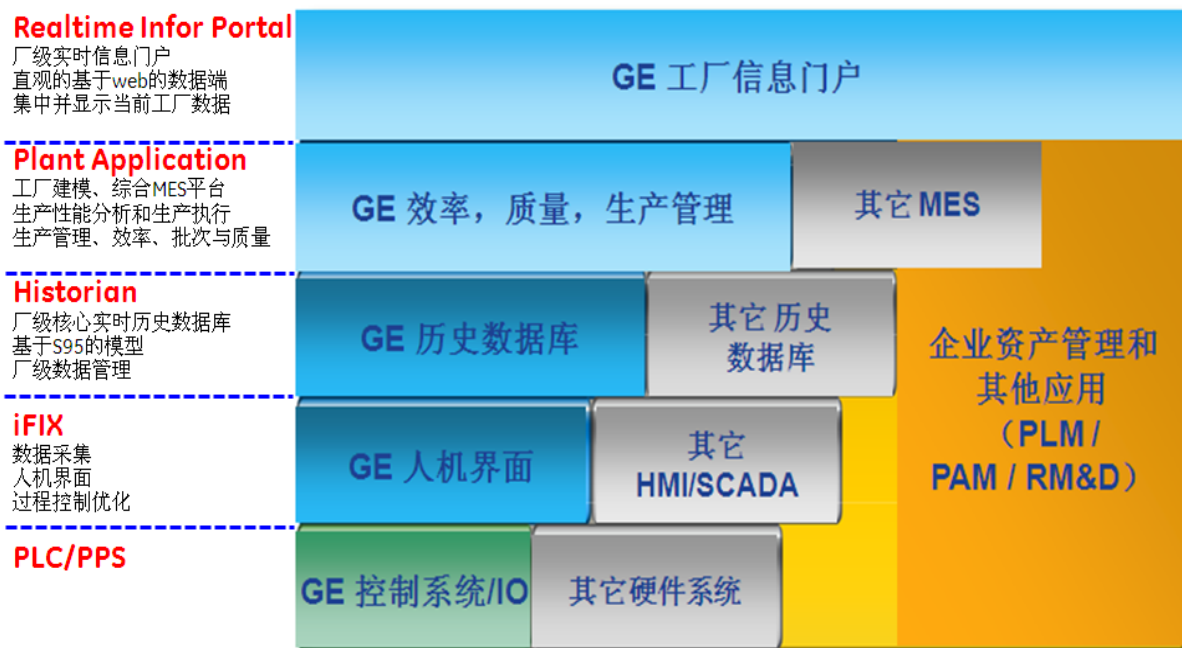 Realtime Infor Portal
厂级实时信息门户
直观的基于web的数据端
集中并显示当前工厂数据
GE 工厂信息门户
Plant Application
工厂建模、综合MES平台
生产性能分析和生产执行
生产管理、效率、批次与质量
GE 效率，质量，生产管理
其它 MES
Historian
厂级核心实时历史数据库
基于S95的模型
厂级数据管理
GE 历史数据库
其它 历史
数据库
企业资产管理和
其他应用
（PLM /
PAM / RM&D）
iFIX
数据采集
人机界面
过程控制优化
GE 人机界面
其它
HMI/SCADA
PLC/PPS
GE 控制系统/IO
其它硬件系统